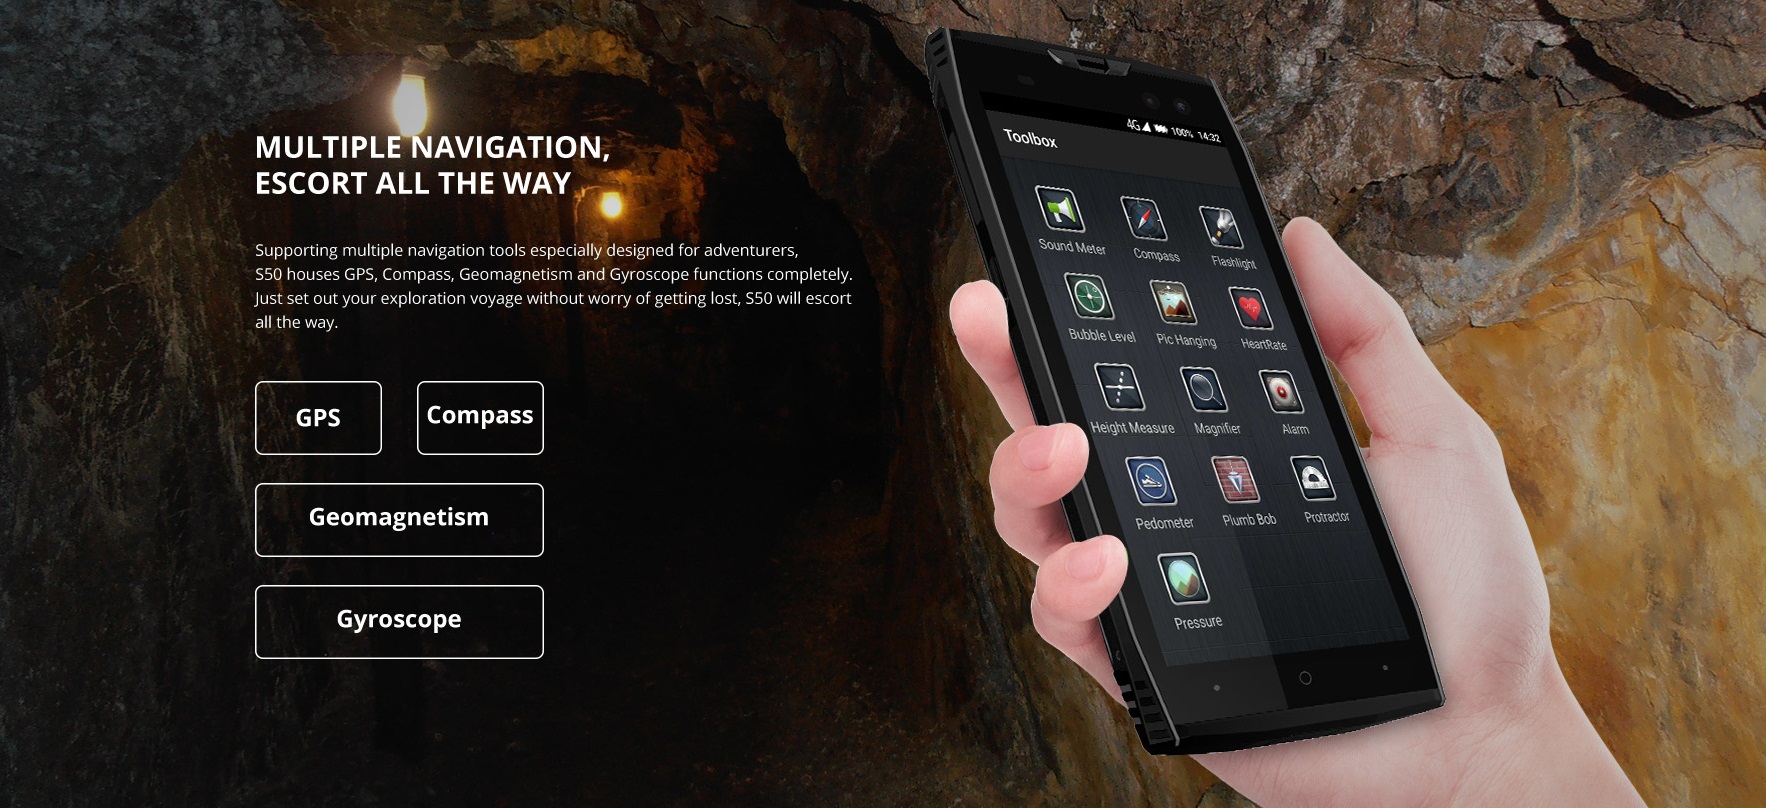 MULTIPLE NAVIGATION,
ESCORT ALL THE WAY
Supporting multiple navigation tools especially designed for adventurers,
S50 houses GPS, Compass, Geomagnetism and Gyroscope functions completely.
Just set out your exploration voyage without worry of getting lost, S50 will escort
all the way.
GPS
Compass
Geomagnetism
Gyroscope
4G 100% 14:32
Toolbox
Sound Meter
Compass
Flashlight
Bubble Level
Pic Hanging
HeartRate
Height Measure
Magnifier
Alarm
Pedometer
Plumb Bob
Protractor
Pressure